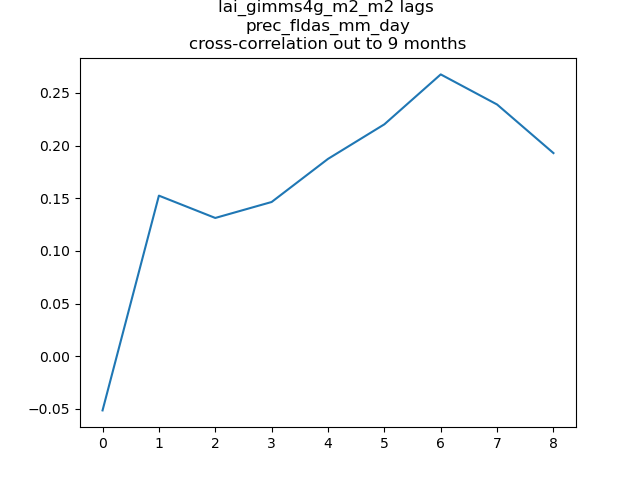 lai_gimms4g_m2_m2 lags
prec_fldas_mm_day
cross-correlation out to 9 months
0.25
0.20
0.15
0.10
0.05
0.00
−0.05
0 1 2 3 4 5 6 7 8